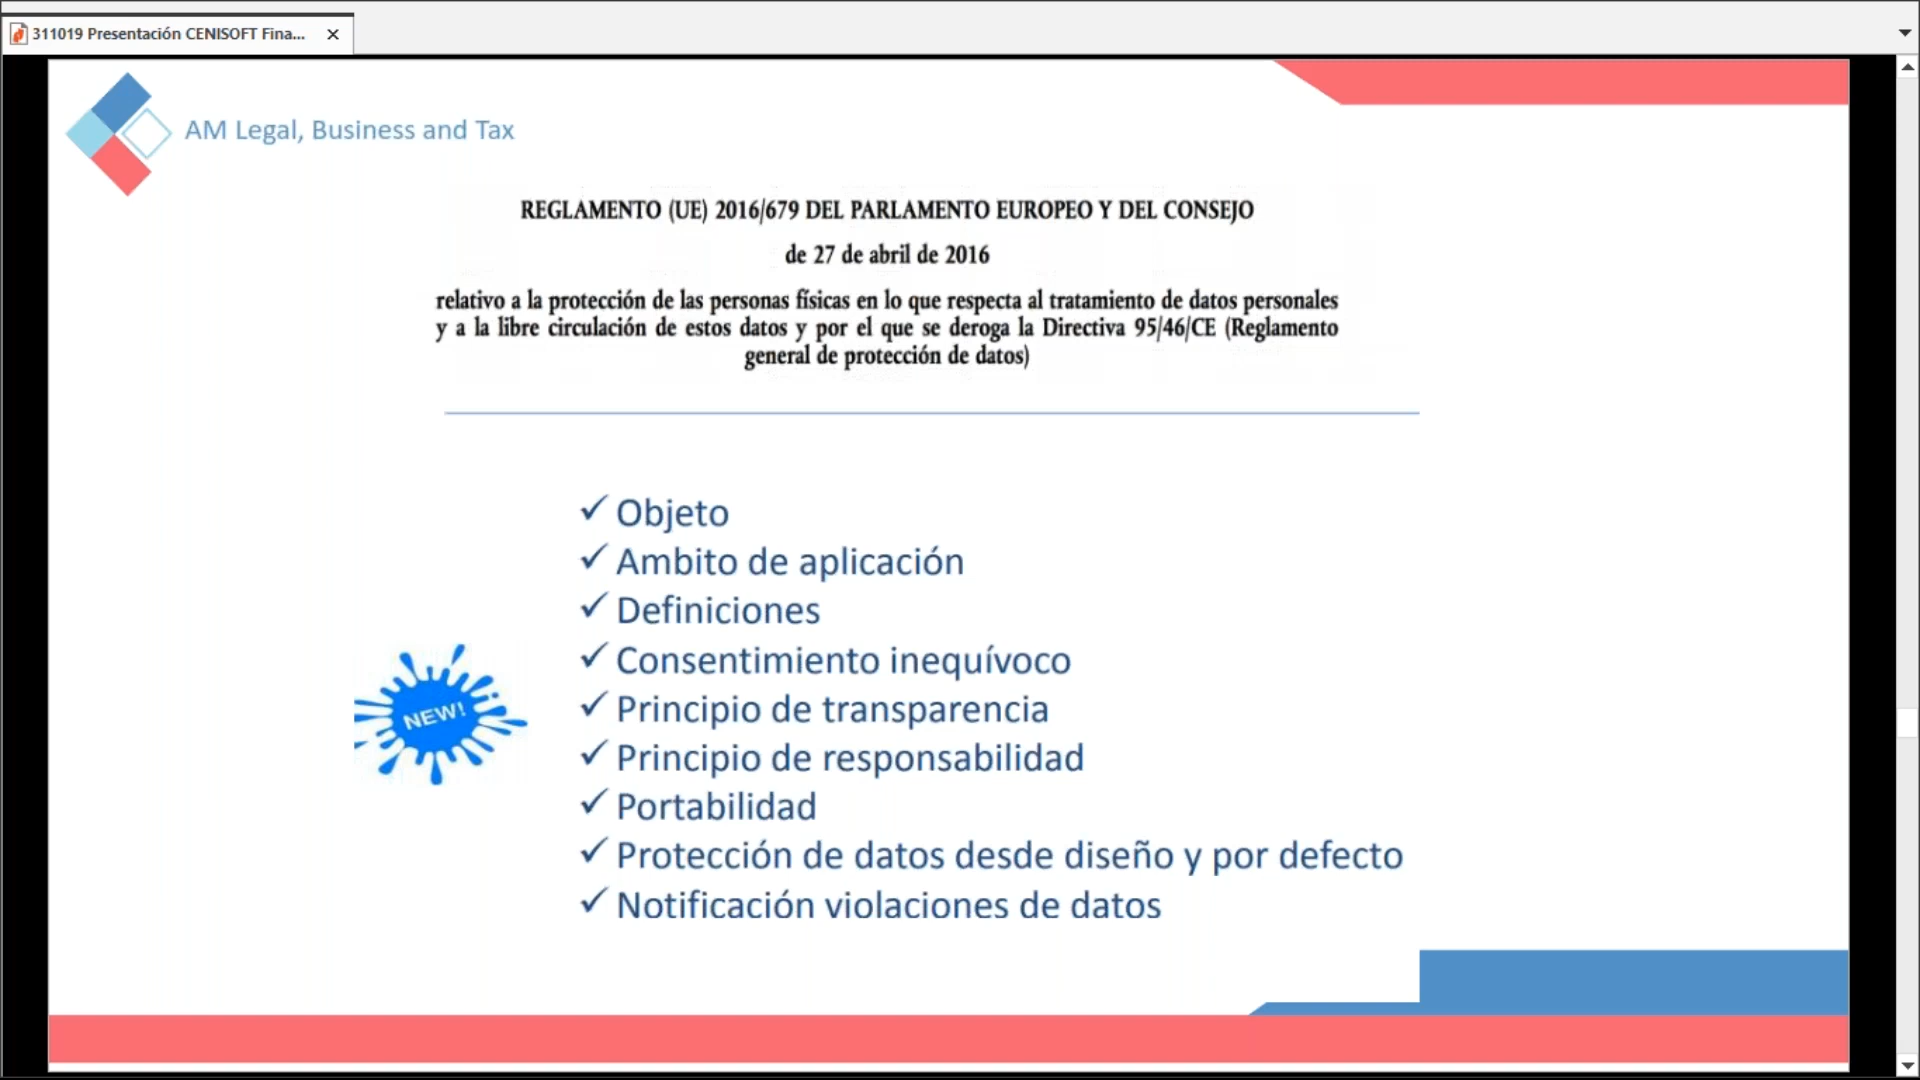 311019 Presentación CENISOFT Fina...
AM Legal, Business and Tax
REGLAMENTO (UE) 2016/679 DEL PARLAMENTO EUROPEO Y DEL CONSEJO
de 27 de abril de 2016
relativo a la protección de las personas físicas en lo que respecta al tratamiento de datos personales
y a la libre circulación de estos datos y por el que se deroga la Directiva 95/46/CE (Reglamento
general de protección de datos)
✓ Objeto
✓ Ambito de aplicación
✓ Definiciones
✓ Consentimiento inequívoco
NEW!
✓ Principio de transparencia
✓ Principio de responsabilidad
✓ Portabilidad
✓ Protección de datos desde diseño y por defecto
✓ Notificación violaciones de datos